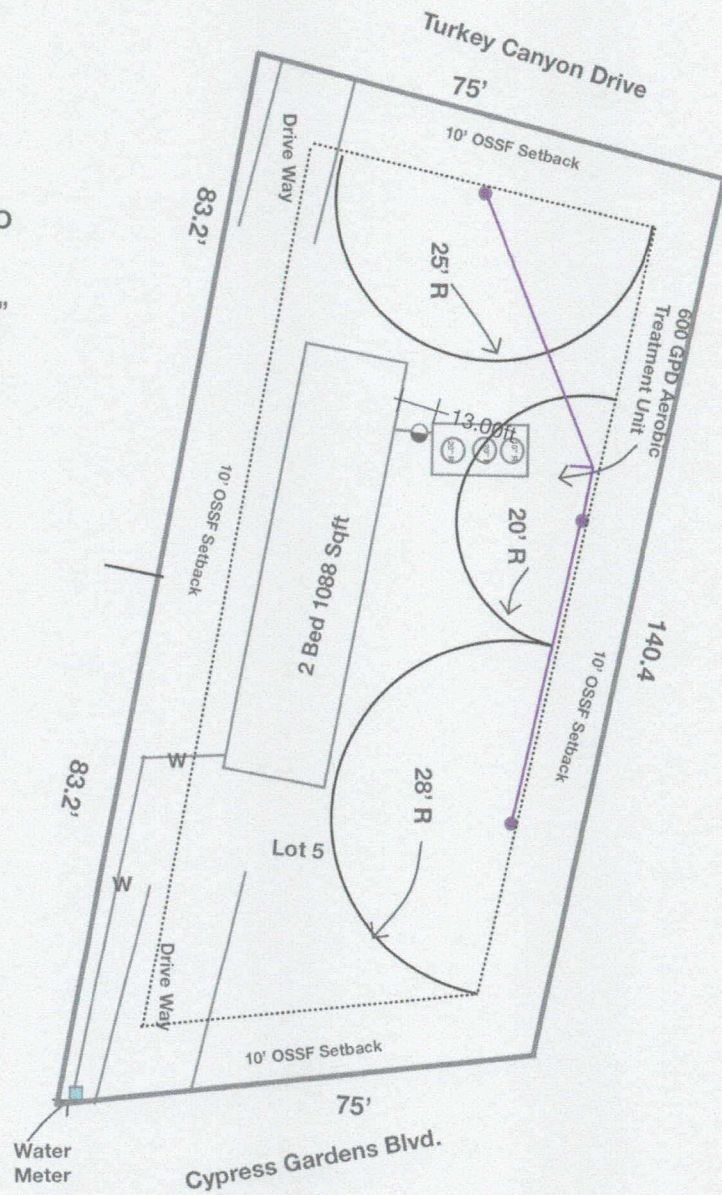 Turkey Canyon Drive
75'
10' OSSF Setback
Drive Way
83.2'
O
”
25' R
600 GPD Aerobic
Treatment Unit
13.00ft
20' R
10' OSSF Setback
2 Bed 1088 Sqft
140.4
10' OSSF Setback
83.2'
W
28' R
Lot 5
W
Drive Way
10' OSSF Setback
75'
Water
Meter
Cypress Gardens Blvd.